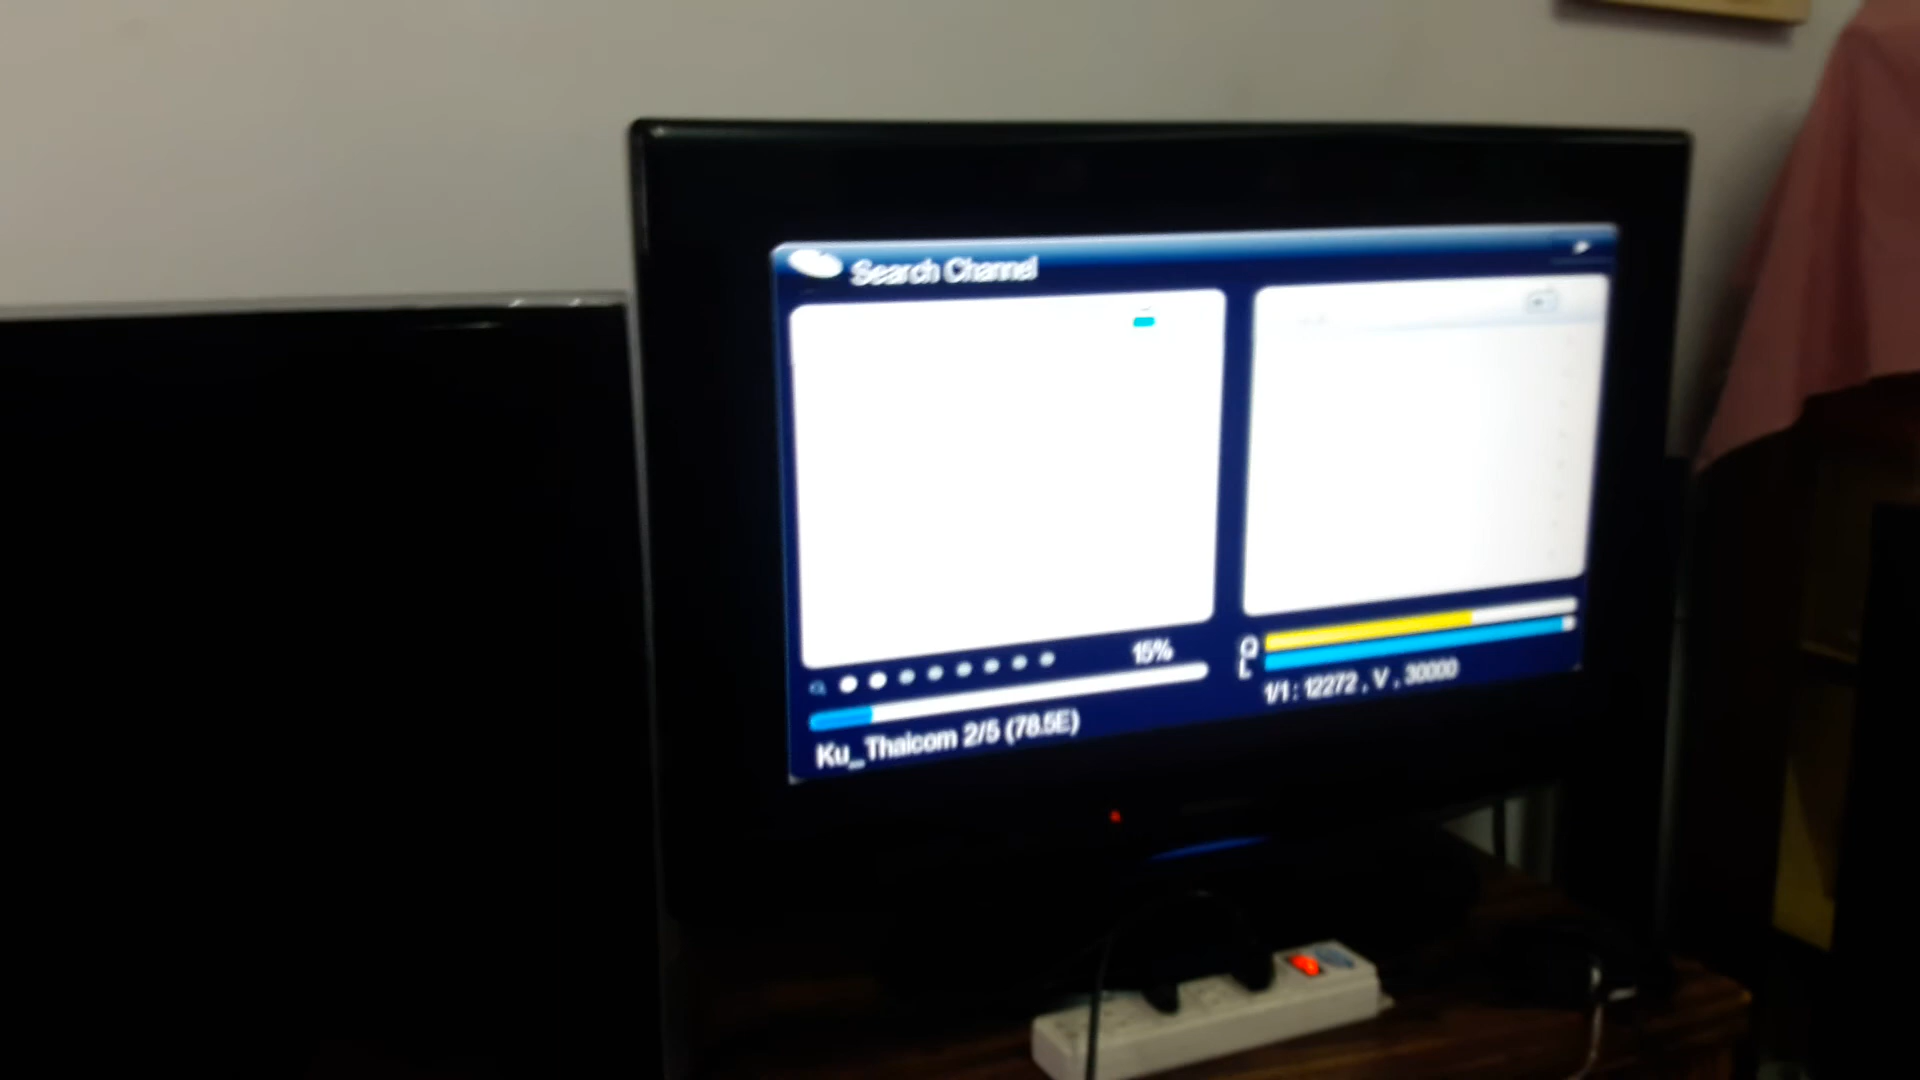 Search Channel
15%
Q
L
1/1 : 12272 , V , 30000
Ku_Thaicom 2/5 (78.5E)